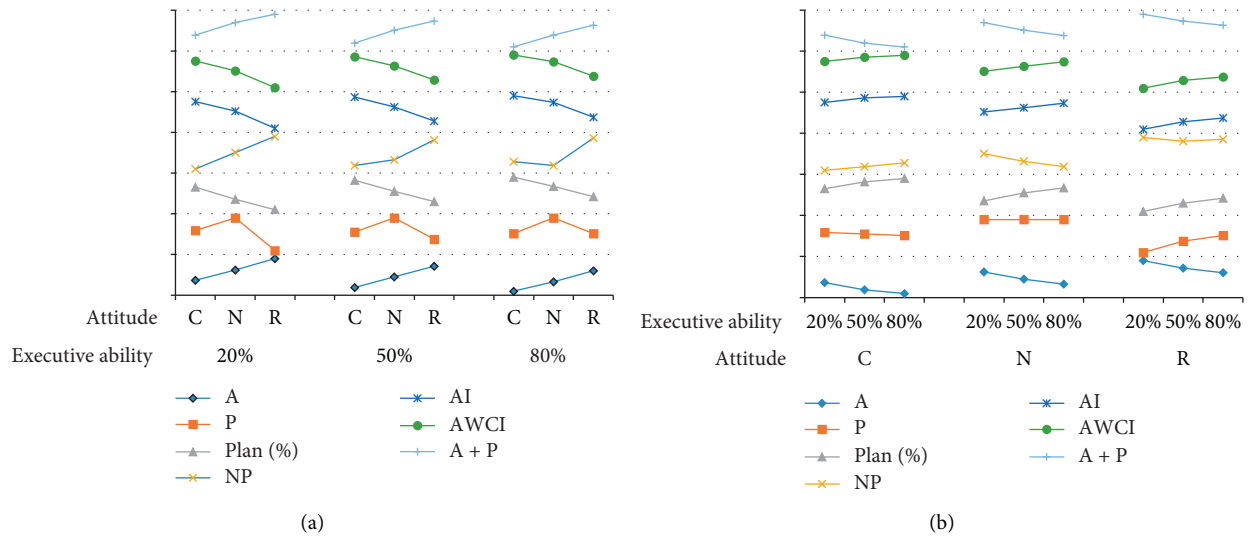 Attitude C N R C N R C N R
Executive ability 20% 50% 80%
A
P
Plan (%)
NP
AI
AWCI
A + P
(a)
Executive ability 20% 50% 80% 20% 50% 80% 20% 50% 80%
Attitude C N R
A
P
Plan (%)
NP
AI
AWCI
A + P
(b)